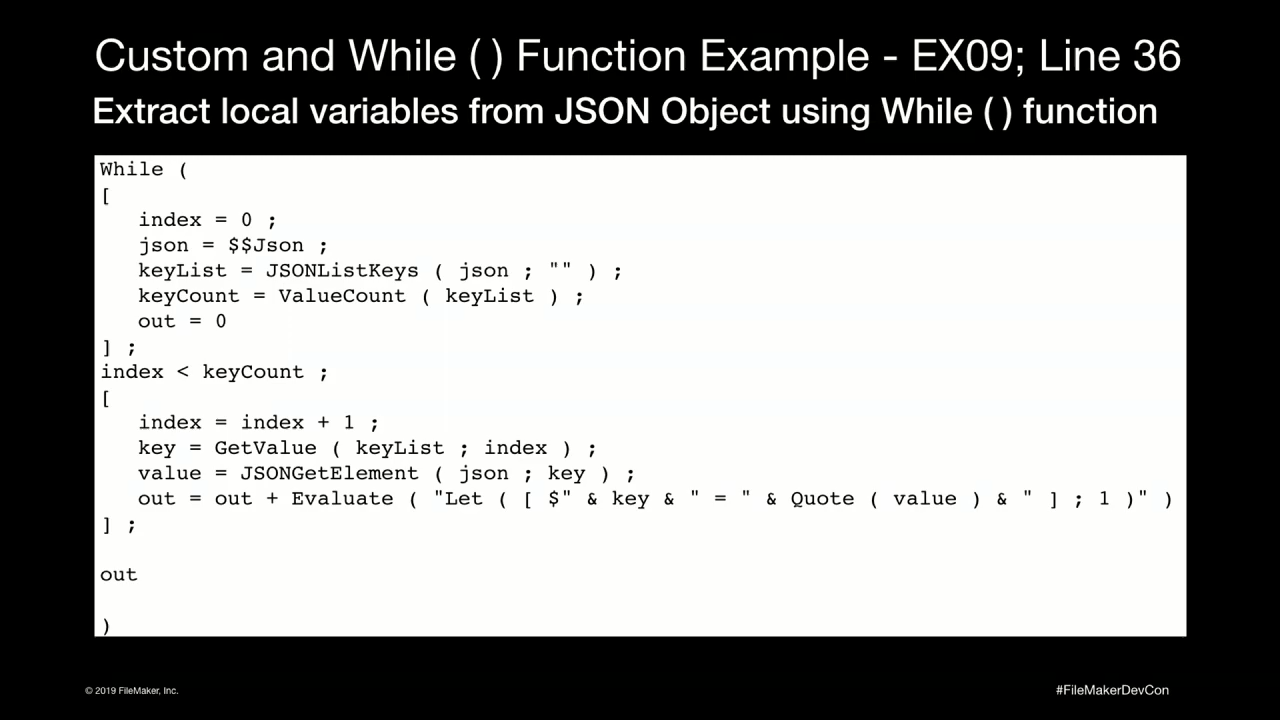 Custom and While ( ) Function Example - EX09; Line 36
Extract local variables from JSON Object using While ( ) function
While (
[
   index = 0 ;
   json = $$Json ;
   keyList = JSONListKeys ( json ; "" ) ;
   keyCount = ValueCount ( keyList ) ;
   out = 0
] ;
index < keyCount ;
[
   index = index + 1 ;
   key = GetValue ( keyList ; index ) ;
   value = JSONGetElement ( json ; key ) ;
   out = out + Evaluate ( "Let ( [ $" & key & " = " & Quote ( value ) & " ] ; 1 )" )
] ;
out
)
© 2019 FileMaker, Inc.
#FileMakerDevCon